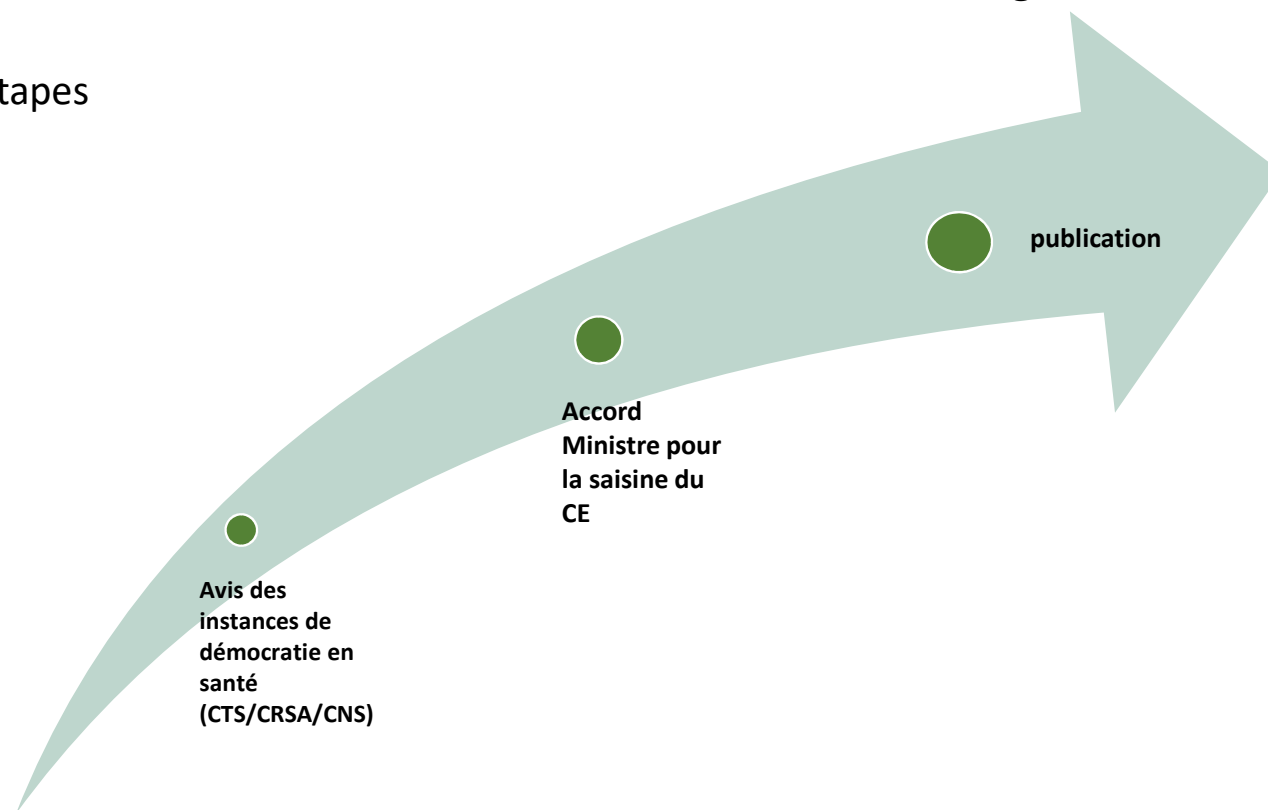 tapes
publication
Accord
Ministre pour
la saisine du
CE
Avis des
instances de
démocratie en
santé
(CTS/CRSA/CNS)